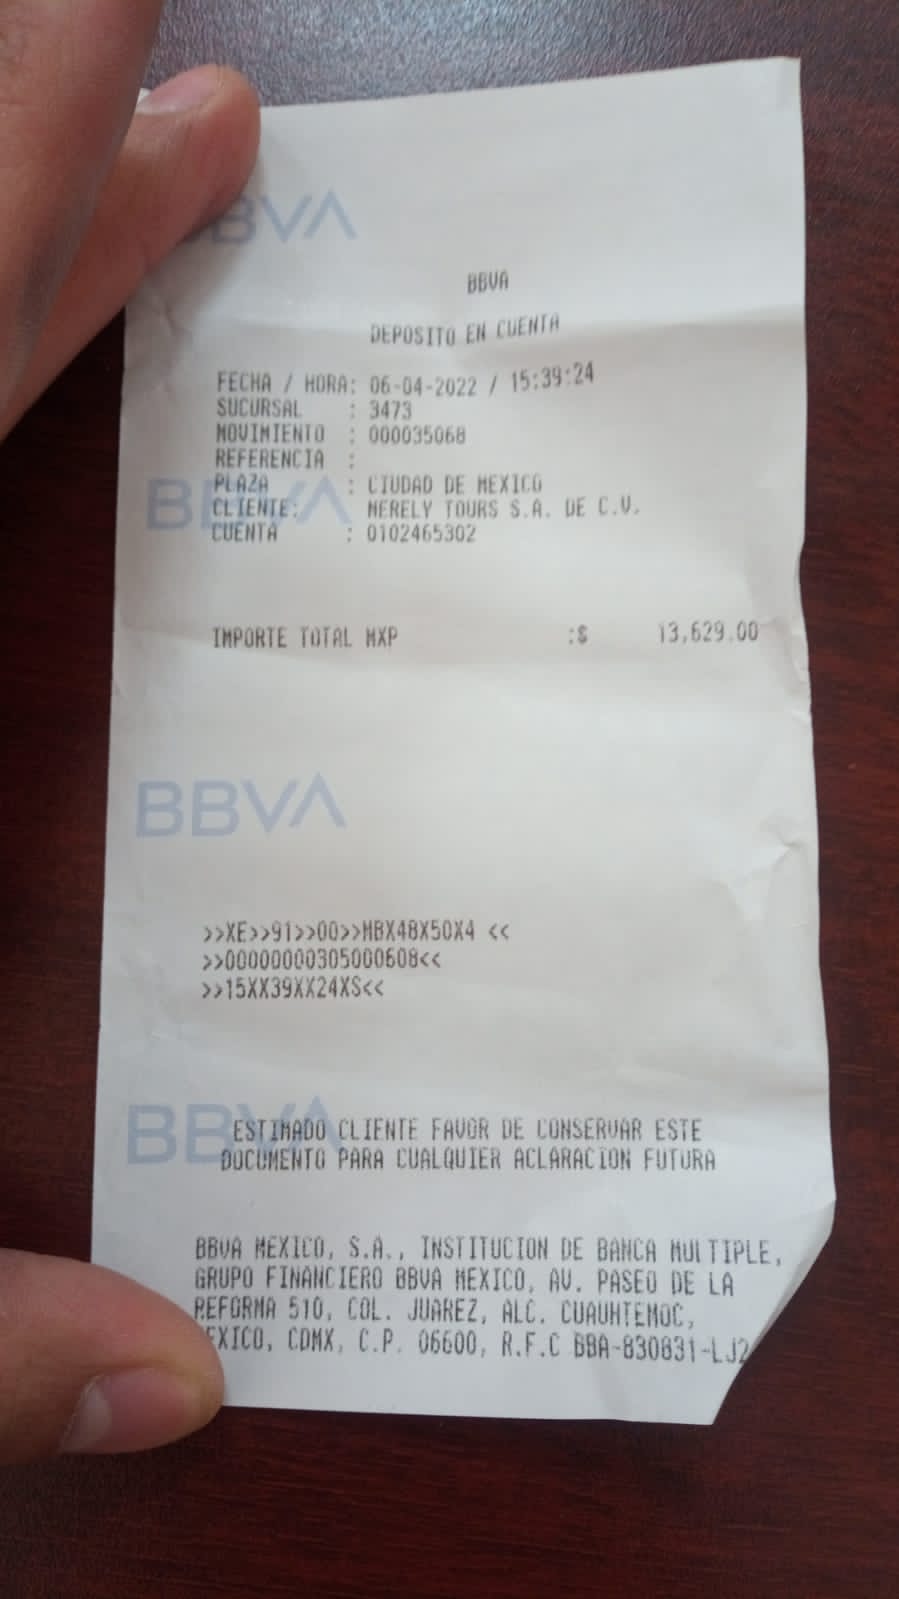 BBVA
BBVA
DEPOSITO EN CUENTA
FECHA / HORA: 06-04-2022 / 15:39:24
SUCURSAL : 3473
MOVIMIENTO : 000035068
REFERENCIA :
PLAZA : CIUDAD DE MEXICO
BBVA
CLIENTE: MERELY TOURS S.A. DE C.V.
CUENTA : 0102465302
IMPORTE TOTAL MXP :$ 13,629.00
BBVA
>>XE>>91>>00>>MBX48X50X4 <<
>>00000000305000608<<
>>15XX39XX24XS<<
BBVA
ESTIMADO CLIENTE FAVOR DE CONSERVAR ESTE
DOCUMENTO PARA CUALQUIER ACLARACION FUTURA
BBVA MEXICO, S.A., INSTITUCION DE BANCA MULTIPLE,
GRUPO FINANCIERO BBVA MEXICO, AV. PASEO DE LA
REFORMA 510, COL. JUAREZ, ALC. CUAUHTEMOC,
MEXICO, CDMX, C.P. 06600, R.F.C BBA-830831-LJ2